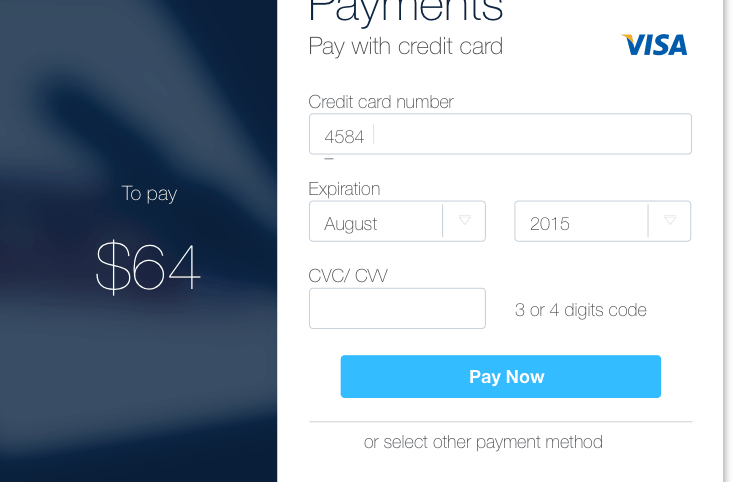 Payments
Pay with credit card
VISA
Credit card number
4584
Expiration
August
2015
To pay
$64
CVC/ CVV
3 or 4 digits code
Pay Now
or select other payment method